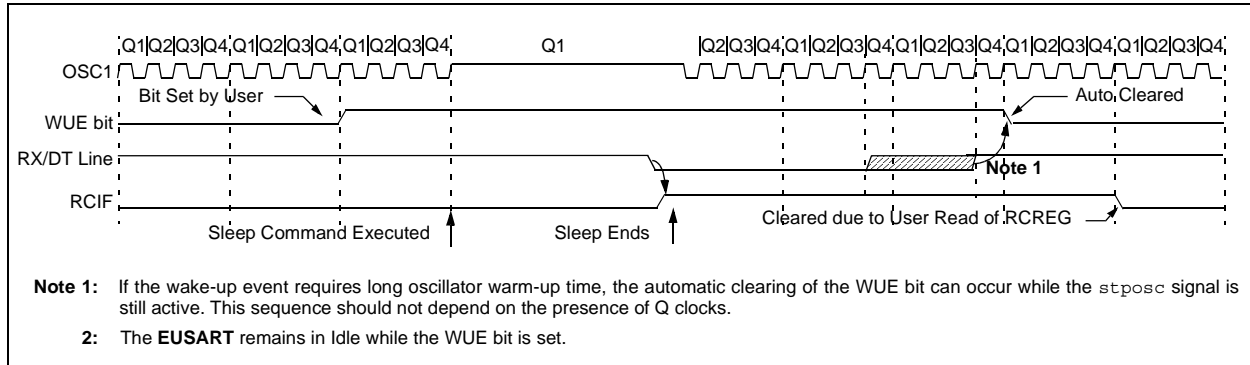 Q1|Q2|Q3|Q4 Q1|Q2|Q3|Q4 Q1|Q2|Q3|Q4 Q1 Q2|Q3|Q4 Q1|Q2|Q3|Q4 Q1|Q2|Q3|Q4 Q1|Q2|Q3|Q4 Q1|Q2|Q3|Q4
OSC1
Bit Set by User Auto Cleared
WUE bit
RX/DT Line
Note 1
RCIF
Cleared due to User Read of RCREG
Sleep Command Executed Sleep Ends
Note 1: If the wake-up event requires long oscillator warm-up time, the automatic clearing of the WUE bit can occur while the stposc signal is
still active. This sequence should not depend on the presence of Q clocks.
2: The EUSART remains in Idle while the WUE bit is set.